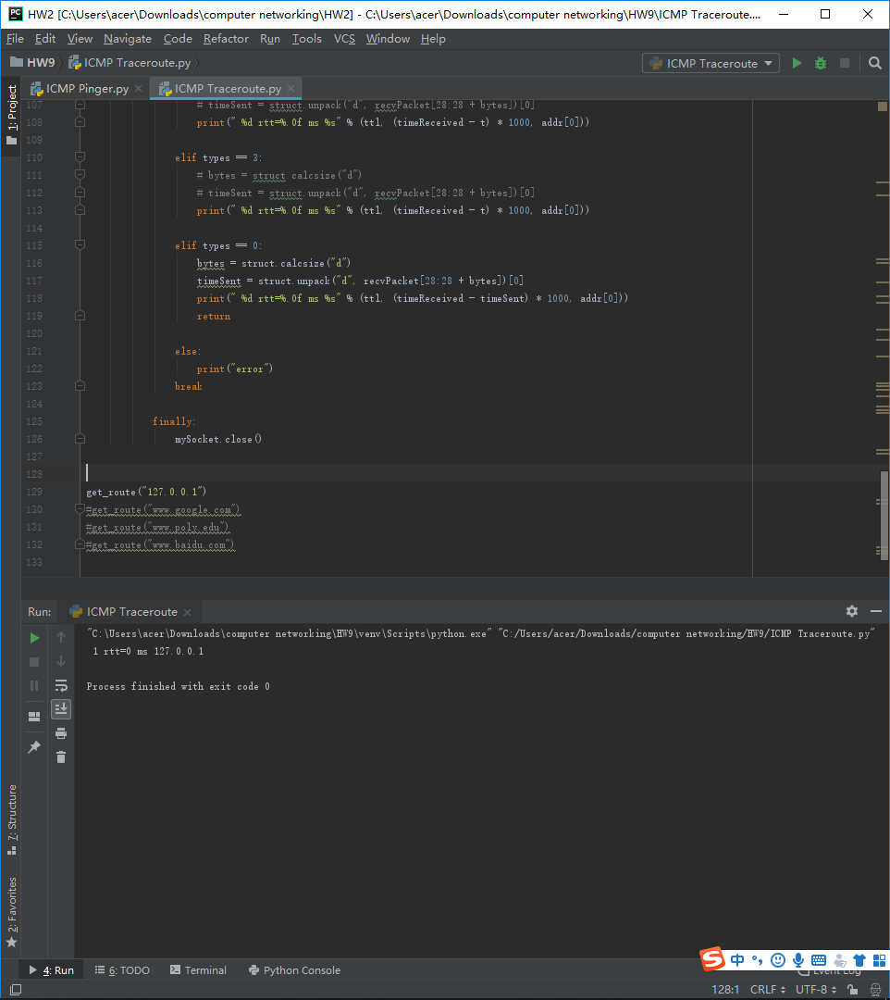 HW2 [C:\Users\acer\Downloads\computer networking\HW2] - C:\Users\acer\Downloads\computer networking\HW9\ICMP Traceroute....
File Edit View Navigate Code Refactor Run Tools VCS Window Help
HW9 ICMP Traceroute.py ICMP Traceroute
ICMP Pinger.py ICMP Traceroute.py
1: Project
107 # timeSent = struct.unpack("d", recvPacket[28:28 + bytes])[0]
108 print(" %d rtt=%.0f ms %s" % (ttl, (timeReceived - t) * 1000, addr[0]))
109
110 elif types == 3:
111 # bytes = struct.calcsize("d")
112 # timeSent = struct.unpack("d", recvPacket[28:28 + bytes])[0]
113 print(" %d rtt=%.0f ms %s" % (ttl, (timeReceived - t) * 1000, addr[0]))
114
115 elif types == 0:
116 bytes = struct.calcsize("d")
117 timeSent = struct.unpack("d", recvPacket[28:28 + bytes])[0]
118 print(" %d rtt=%.0f ms %s" % (ttl, (timeReceived - timeSent) * 1000, addr[0]))
119 return
120
121 else:
122 print("error")
123 break
124
125 finally:
126 mySocket.close()
127
128
129 get_route("127.0.0.1")
130 #get_route("www.google.com")
131 #get_route("www.poly.edu")
132 #get_route("www.baidu.com")
133
Run: ICMP Traceroute
"C:\Users\acer\Downloads\computer networking\HW9\venv\Scripts\python.exe" "C:/Users/acer/Downloads/computer networking/HW9/ICMP Traceroute.py"
1 rtt=0 ms 127.0.0.1
Process finished with exit code 0
7: Structure
2: Favorites
4: Run 6: TODO Terminal Python Console Event Log
中
128:1 CRLF UTF-8